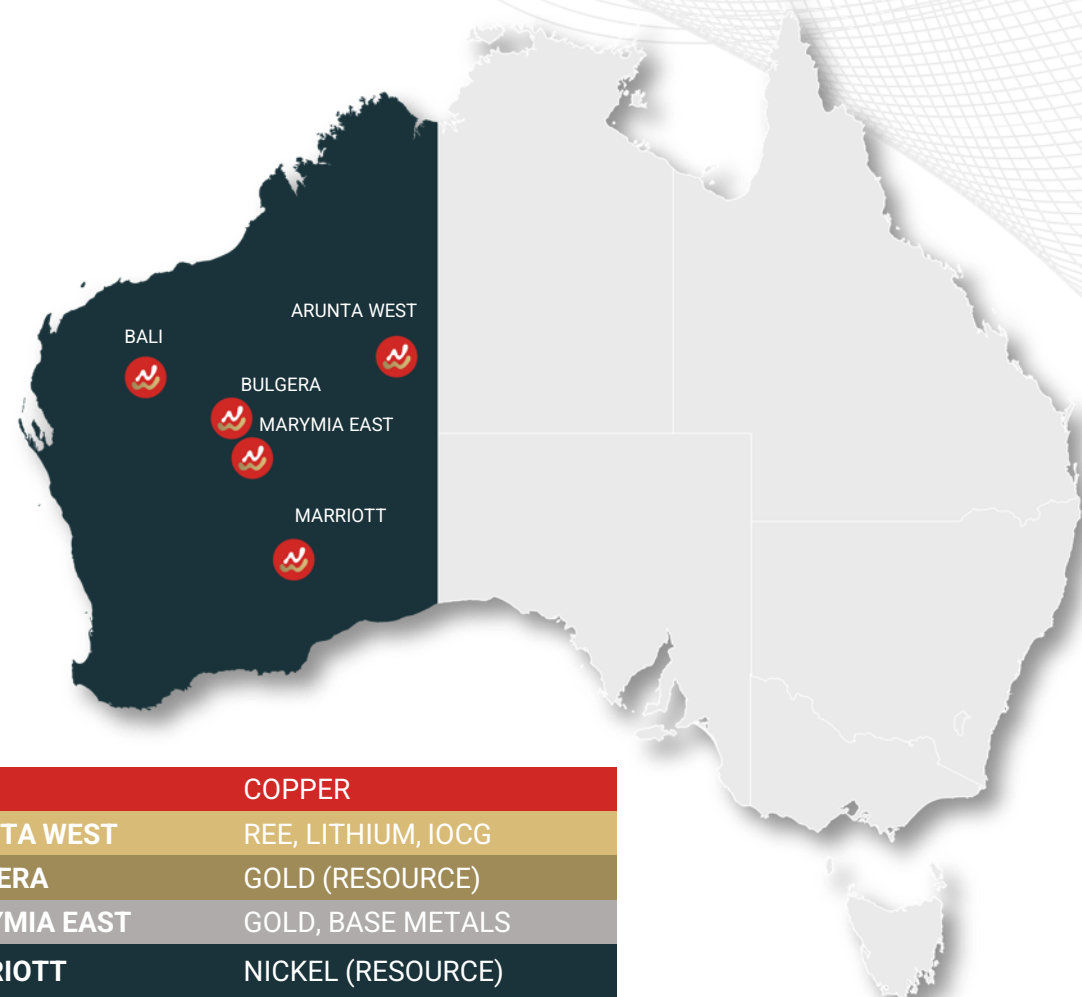 ARUNTA WEST
BALI
BULGERA
MARYMIA EAST
MARRIOTT
COPPER
TA WEST REE, LITHIUM, IOCG
ERA GOLD (RESOURCE)
YMIA EAST GOLD, BASE METALS
RIOTT NICKEL (RESOURCE)